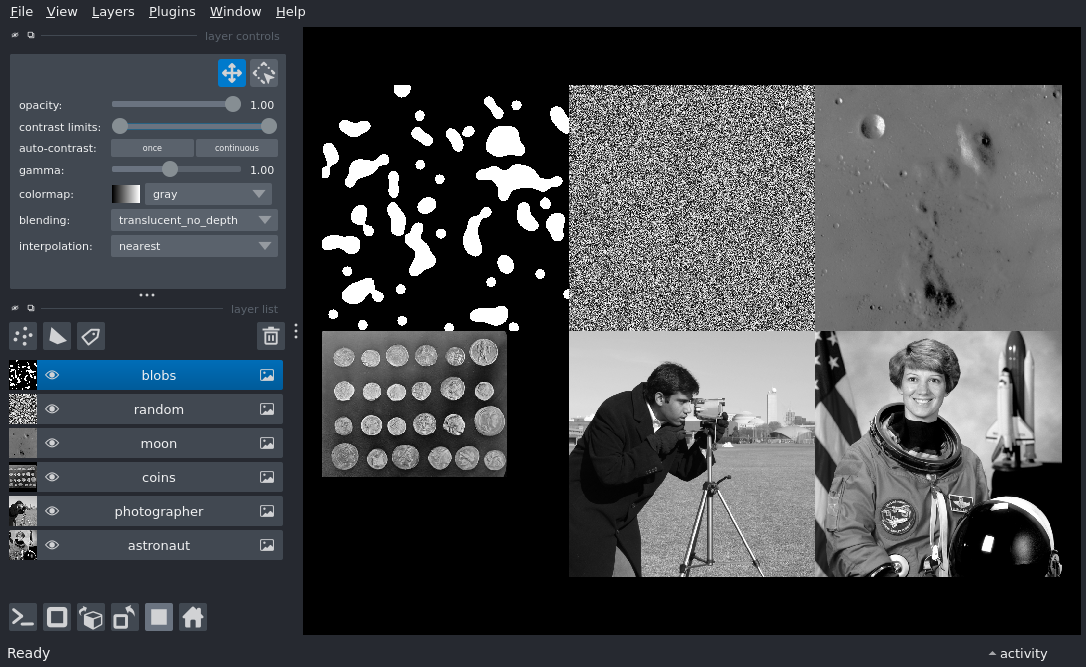 File View Layers Plugins Window Help
layer controls
opacity: 1.00
contrast limits:
auto-contrast: once continuous
gamma: 1.00
colormap: gray
blending: translucent_no_depth
interpolation: nearest
layer list
blobs
random
moon
coins
photographer
astronaut
Ready
activity